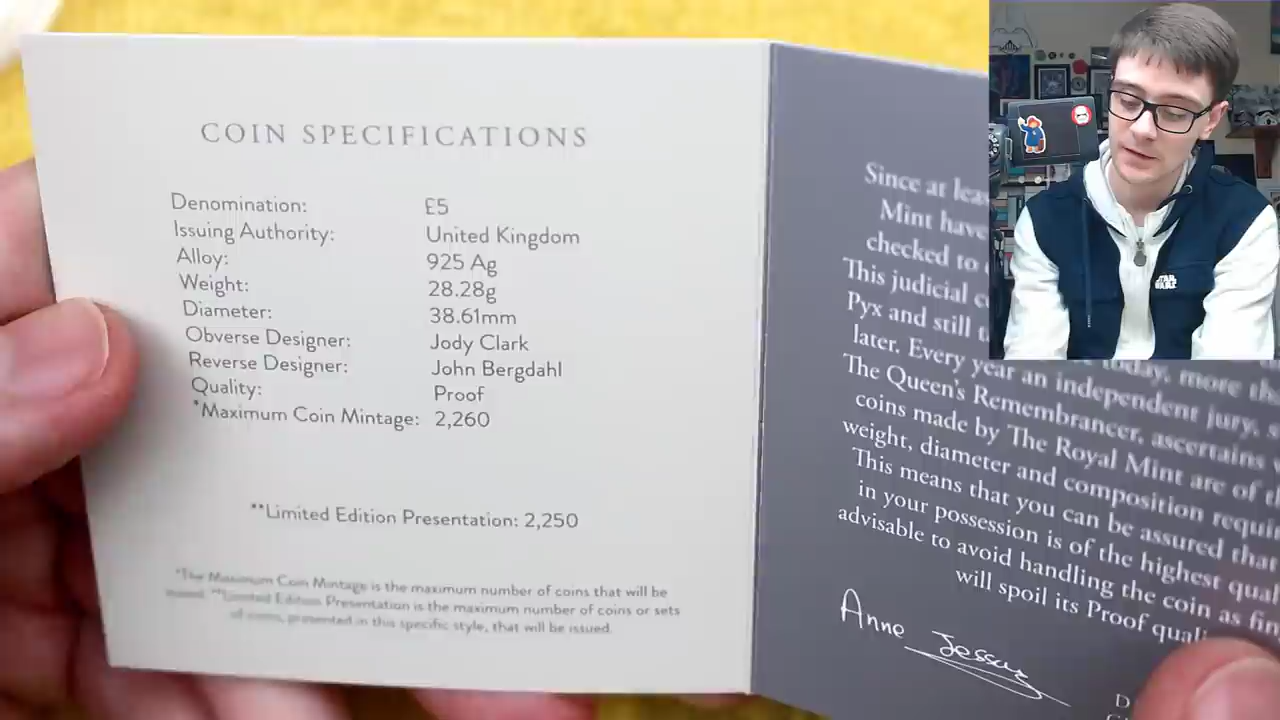 COIN SPECIFICATIONS
Denomination: £5
Issuing Authority: United Kingdom
Alloy: 925 Ag
Weight: 28.28g
Diameter: 38.61mm
Obverse Designer: Jody Clark
Reverse Designer: John Bergdahl
Quality: Proof
*Maximum Coin Mintage: 2,260
**Limited Edition Presentation: 2,250
*The Maximum Coin Mintage is the maximum number of coins that will be
issued. **Limited Edition Presentation is the maximum number of coins or sets
of coins, presented in this specific style, that will be issued.
Since at
Mint have
checked to
This judicial
Pyx and still
later. Every year an independent jury,
The Queen's Remembrancer, ascertains
coins made by The Royal Mint are of
weight, diameter and composition
This means that you can be assured that
in your possession is of the highest
advisable to avoid handling the coin as
will spoil its Proof
Anne Jessop
STAR
WARS